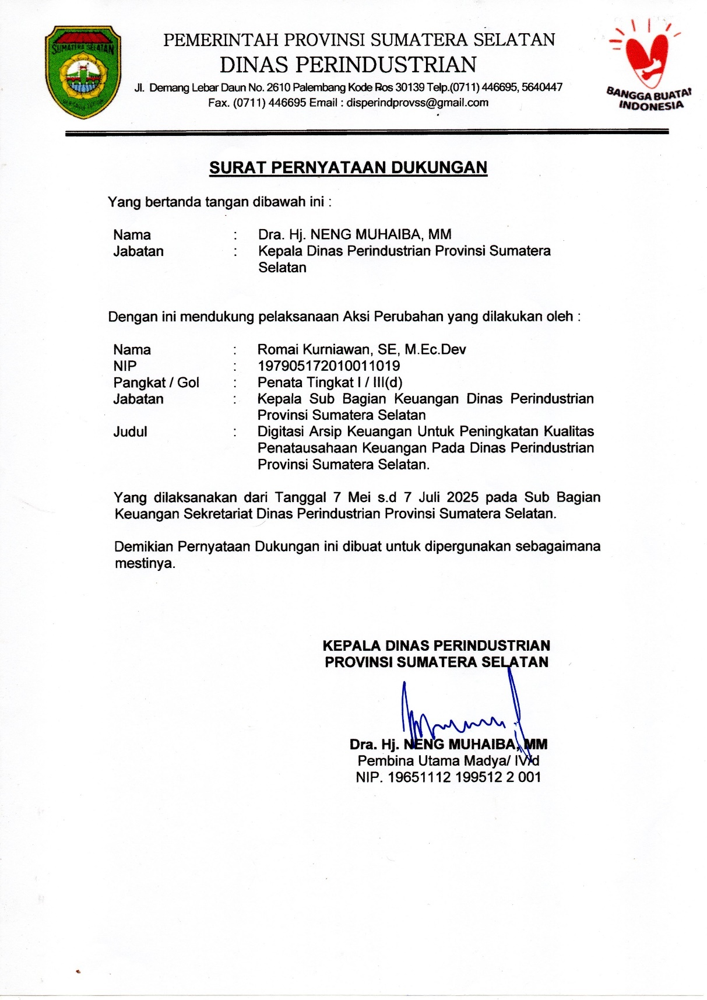 SUMATERA SELATAN
PEMERINTAH PROVINSI SUMATERA SELATAN
DINAS PERINDUSTRIAN
Jl. Demang Lebar Daun No. 2610 Palembang Kode Pos 30139 Telp.(0711) 446695, 5640447
Fax. (0711) 446695 Email : disperindprovss@gmail.com
BANGGA BUATAN
INDONESIA
SURAT PERNYATAAN DUKUNGAN
Yang bertanda tangan dibawah ini :
Nama : Dra. Hj. NENG MUHAIBA, MM
Jabatan : Kepala Dinas Perindustrian Provinsi Sumatera
Selatan
Dengan ini mendukung pelaksanaan Aksi Perubahan yang dilakukan oleh :
Nama : Romai Kurniawan, SE, M.Ec.Dev
NIP : 197905172010011019
Pangkat / Gol : Penata Tingkat I / III(d)
Jabatan : Kepala Sub Bagian Keuangan Dinas Perindustrian
Provinsi Sumatera Selatan
Judul : Digitasi Arsip Keuangan Untuk Peningkatan Kualitas
Penatausahaan Keuangan Pada Dinas Perindustrian
Provinsi Sumatera Selatan.
Yang dilaksanakan dari Tanggal 7 Mei s.d 7 Juli 2025 pada Sub Bagian
Keuangan Sekretariat Dinas Perindustrian Provinsi Sumatera Selatan.
Demikian Pernyataan Dukungan ini dibuat untuk dipergunakan sebagaimana
mestinya.
KEPALA DINAS PERINDUSTRIAN
PROVINSI SUMATERA SELATAN
Dra. Hj. NENG MUHAIBA, MM
Pembina Utama Madya/ IV/d
NIP. 19651112 199512 2 001